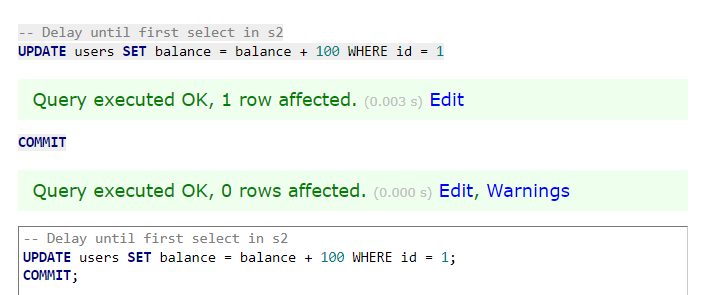 -- Delay until first select in s2
UPDATE users SET balance = balance + 100 WHERE id = 1
Query executed OK, 1 row affected. (0.003 s) Edit
COMMIT
Query executed OK, 0 rows affected. (0.000 s) Edit, Warnings
-- Delay until first select in s2
UPDATE users SET balance = balance + 100 WHERE id = 1;
COMMIT;